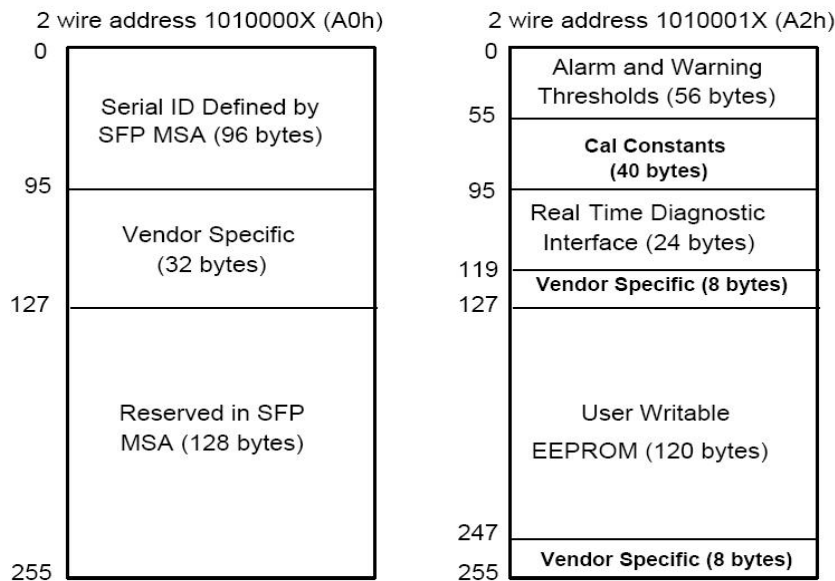 2 wire address 1010000X (A0h)
0
Serial ID Defined by
SFP MSA (96 bytes)
95
Vendor Specific
(32 bytes)
127
Reserved in SFP
MSA (128 bytes)
255
2 wire address 1010001X (A2h)
0
Alarm and Warning
Thresholds (56 bytes)
55
Cal Constants
(40 bytes)
95
Real Time Diagnostic
Interface (24 bytes)
119
Vendor Specific (8 bytes)
127
User Writable
EEPROM (120 bytes)
247
Vendor Specific (8 bytes)
255